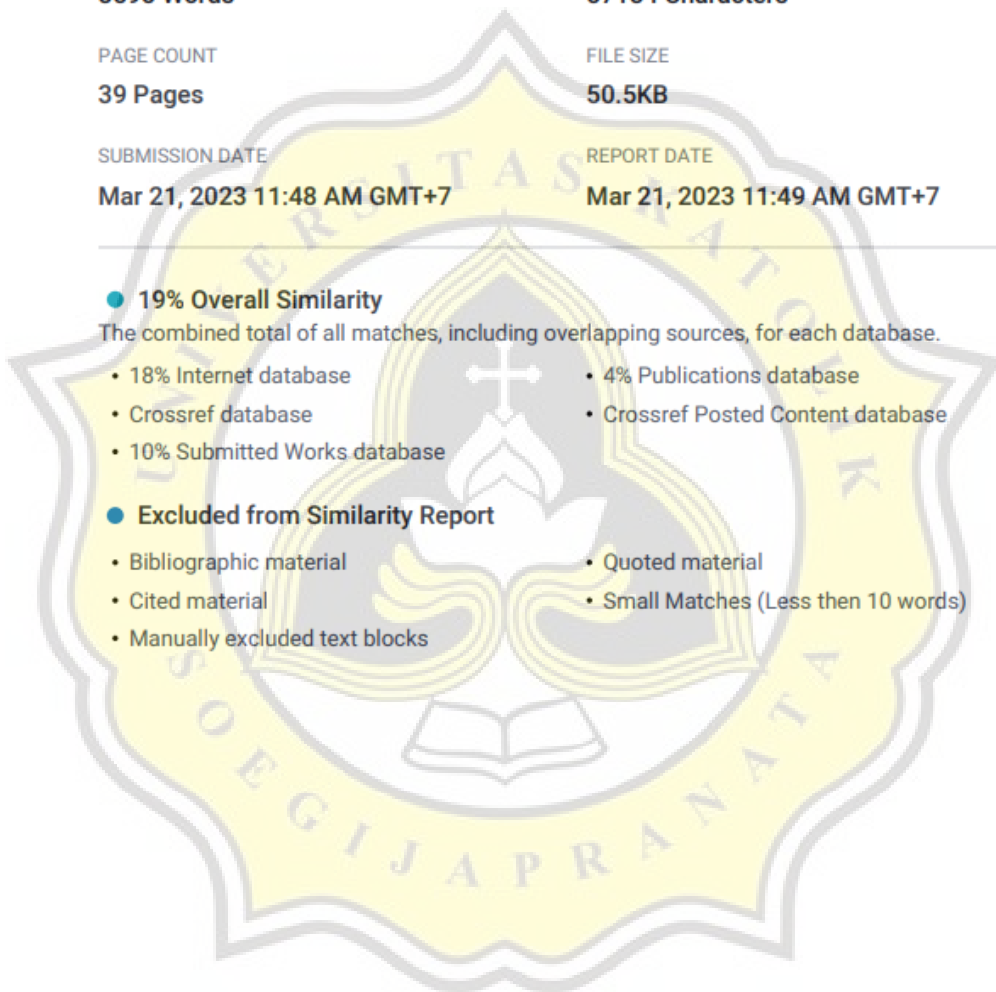 PAGE COUNT FILE SIZE
39 Pages 50.5KB
SUBMISSION DATE REPORT DATE
Mar 21, 2023 11:48 AM GMT+7 Mar 21, 2023 11:49 AM GMT+7
19% Overall Similarity
The combined total of all matches, including overlapping sources, for each database.
• 18% Internet database • 4% Publications database
• Crossref database • Crossref Posted Content database
• 10% Submitted Works database
Excluded from Similarity Report
• Bibliographic material • Quoted material
• Cited material • Small Matches (Less then 10 words)
• Manually excluded text blocks
UNIVERSITAS KATOLIK
SOEGIJAPRANATA